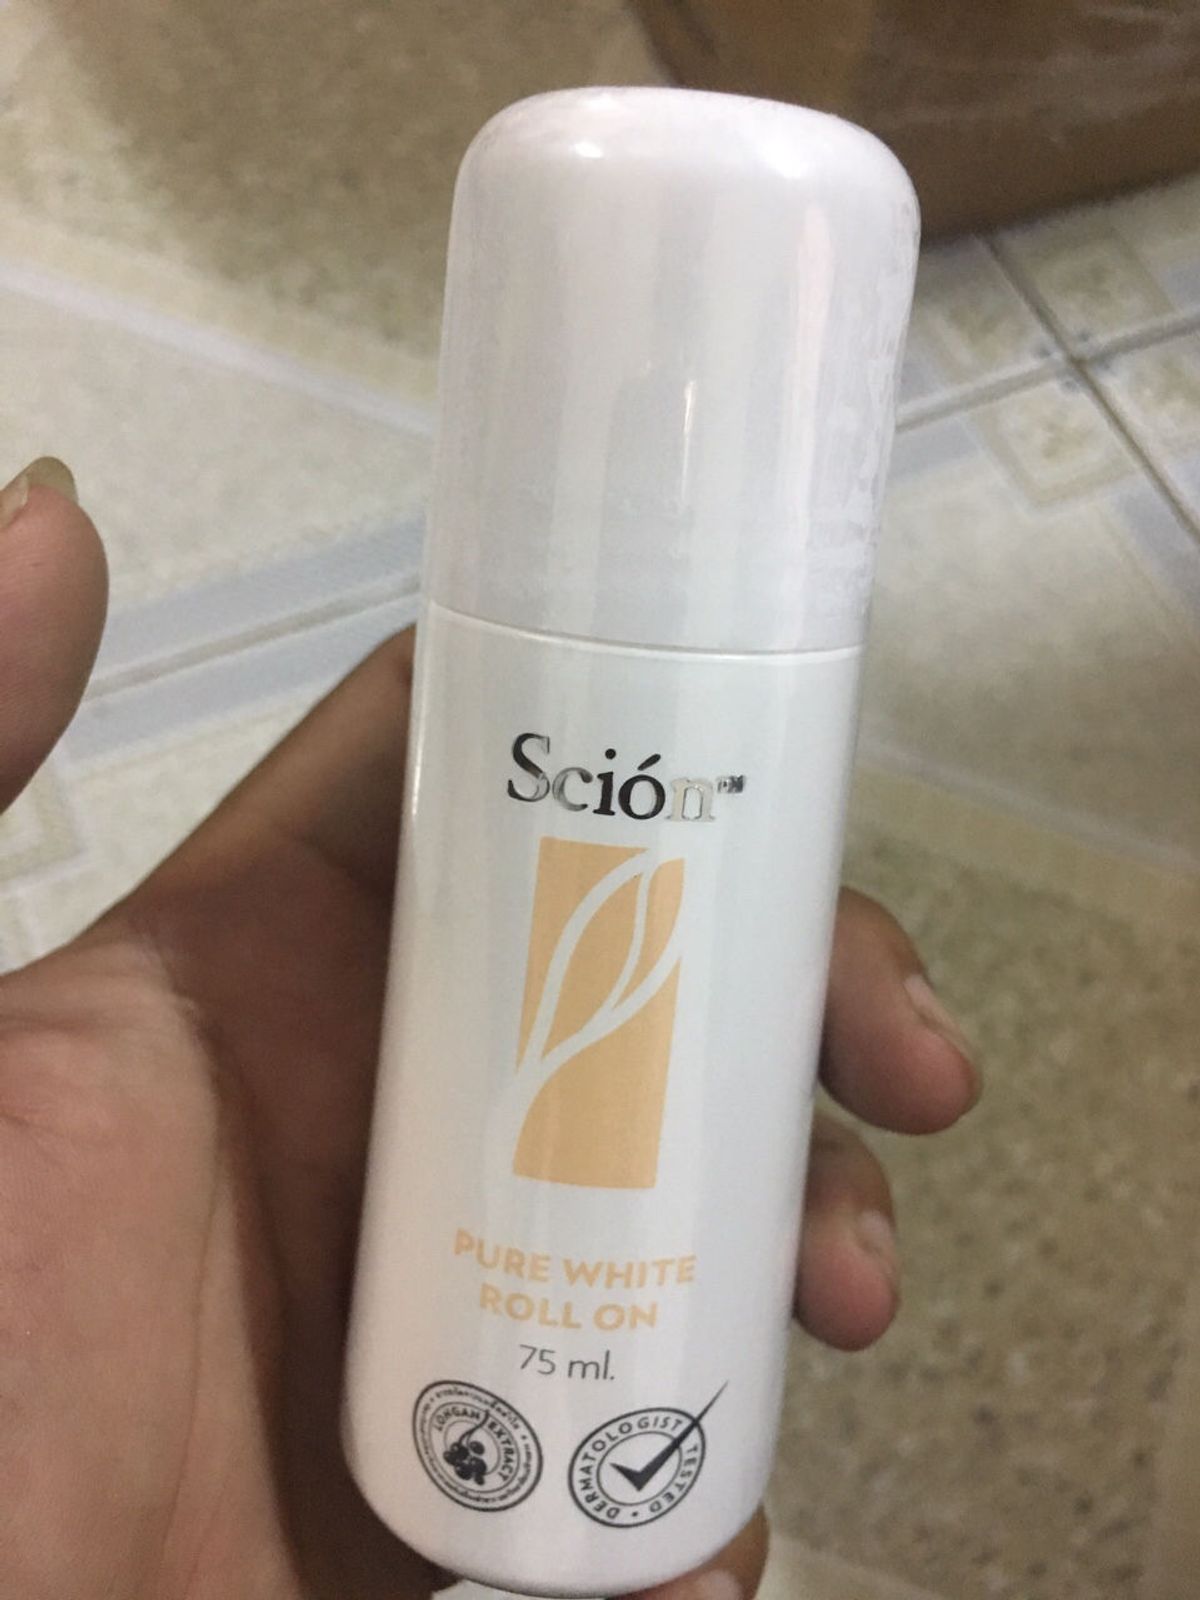 Sción™
PURE WHITE
ROLL ON
75 ml.
LONGAN EXTRACT
DERMATOLOGIST TESTED